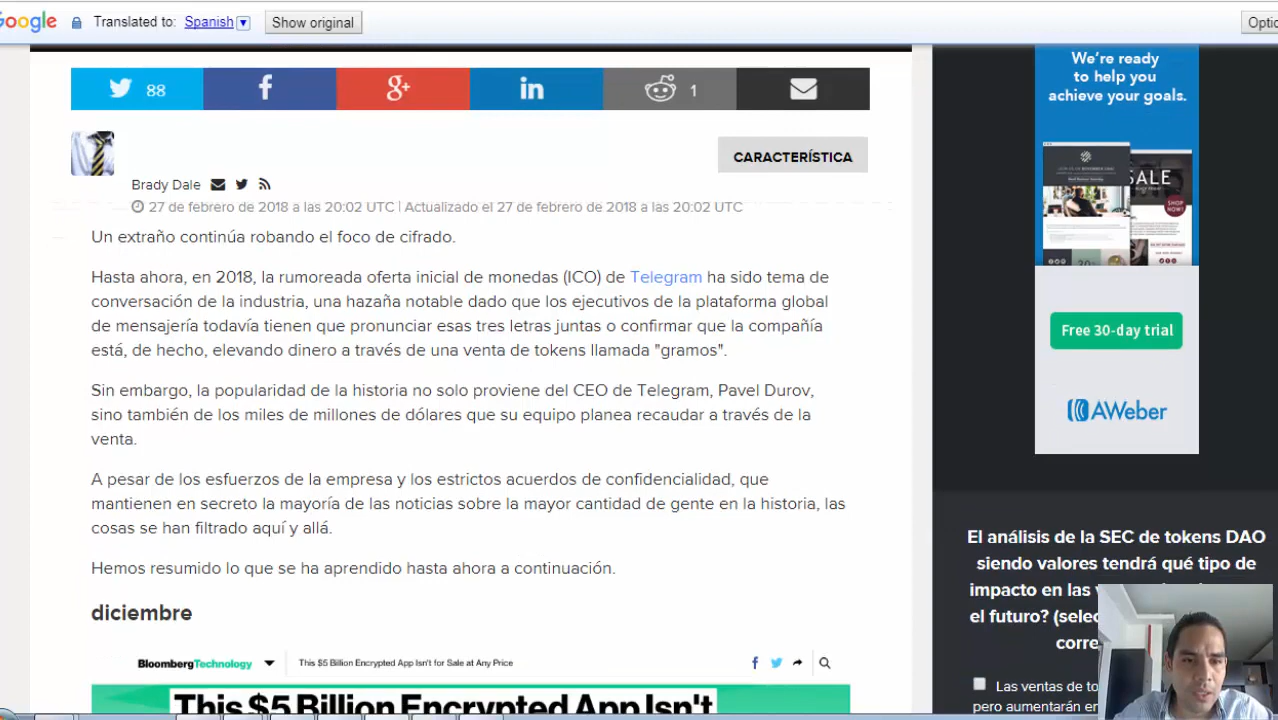 Google Translated to: Spanish Show original
88
1
Brady Dale
CARACTERÍSTICA
27 de febrero de 2018 a las 20:02 UTC | Actualizado el 27 de febrero de 2018 a las 20:02 UTC
Un extraño continúa robando el foco de cifrado.
Hasta ahora, en 2018, la rumoreada oferta inicial de monedas (ICO) de Telegram ha sido tema de
conversación de la industria, una hazaña notable dado que los ejecutivos de la plataforma global
de mensajería todavía tienen que pronunciar esas tres letras juntas o confirmar que la compañía
está, de hecho, elevando dinero a través de una venta de tokens llamada "gramos".
Sin embargo, la popularidad de la historia no solo proviene del CEO de Telegram, Pavel Durov,
sino también de los miles de millones de dólares que su equipo planea recaudar a través de la
venta.
A pesar de los esfuerzos de la empresa y los estrictos acuerdos de confidencialidad, que
mantienen en secreto la mayoría de las noticias sobre la mayor cantidad de gente en la historia, las
cosas se han filtrado aquí y allá.
Hemos resumido lo que se ha aprendido hasta ahora a continuación.
diciembre
BloombergTechnology This $5 Billion Encrypted App Isn't for Sale at Any Price
This $5 Billion Encrypted App Isn't
We're ready
to help you
achieve your goals.
SALE
SHOP
NOW!
Free 30-day trial
AWeber
El análisis de la SEC de tokens DAO
siendo valores tendrá qué tipo de
impacto en las
el futuro?
Las ventas de
pero aumentarán